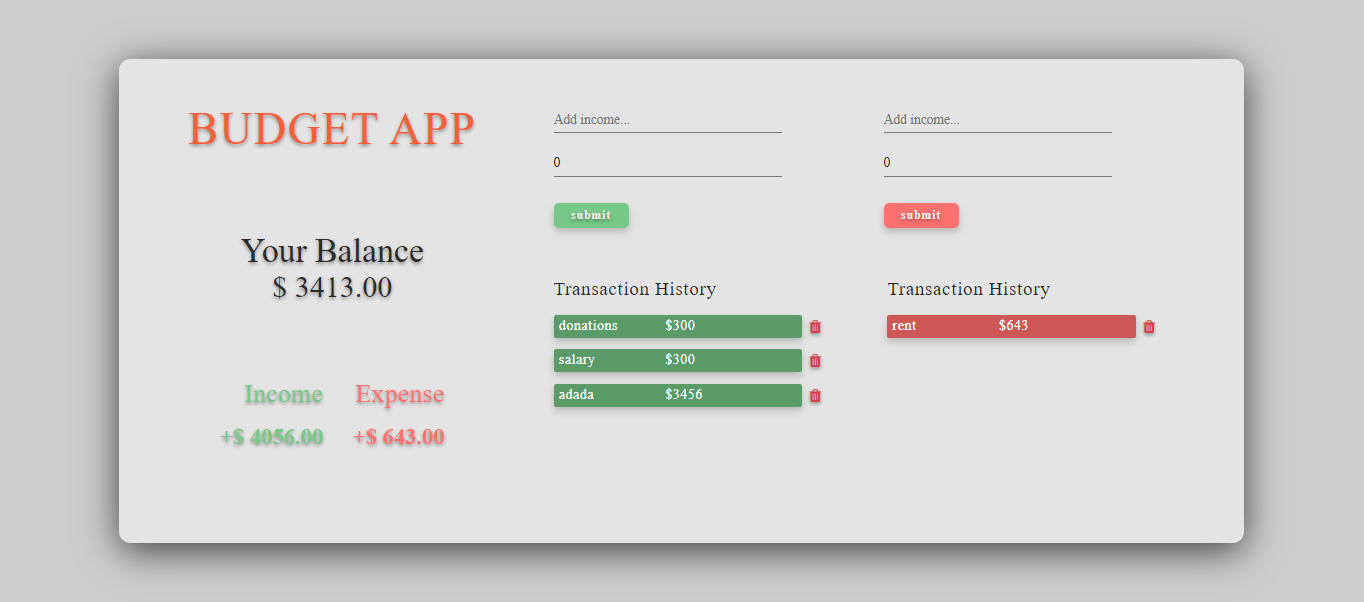 BUDGET APP
Your Balance
$ 3413.00
Income Expense
+$ 4056.00 +$ 643.00
Add income...
0
submit
Transaction History
donations $300
salary $300
adada $3456
Add income...
0
submit
Transaction History
rent $643